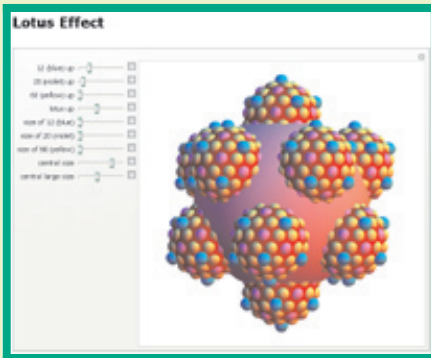 Lotus Effect
12 (blue) up
20 (violet) up
60 (yellow) up
lotus up
size of 12 (blue)
size of 20 (violet)
size of 60 (yellow)
central size
central large size